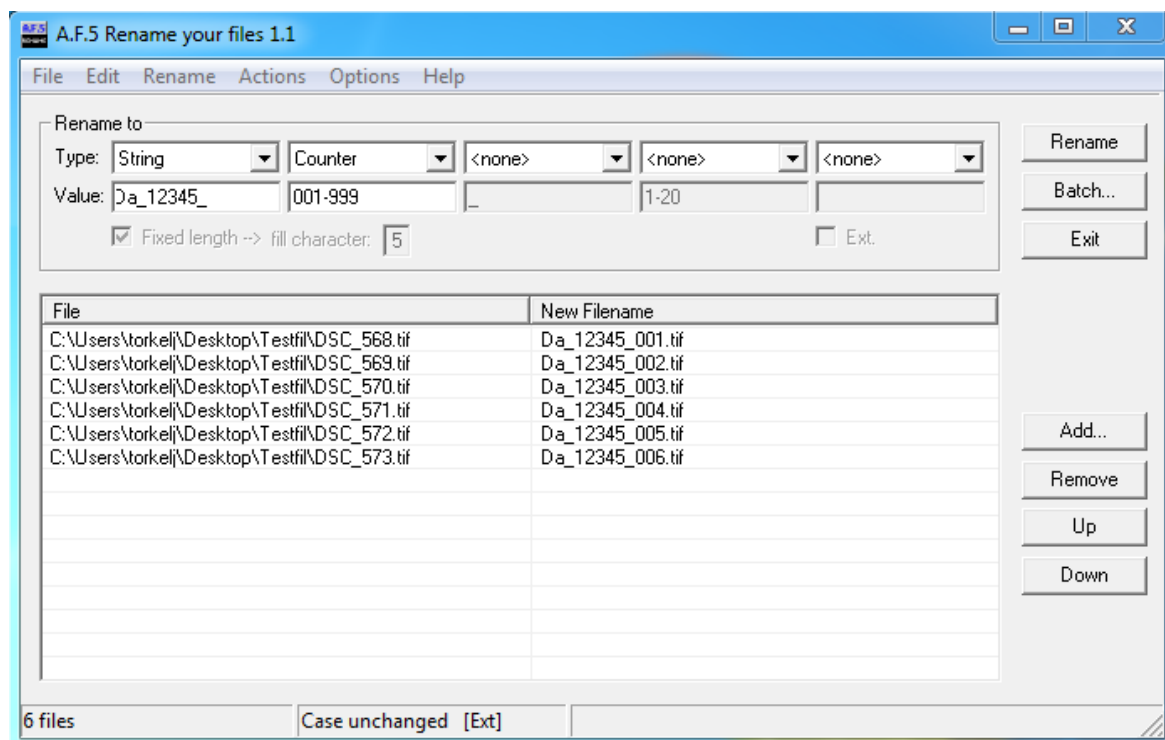 A.F.5 Rename your files 1.1
File Edit Rename Actions Options Help
Rename to
Type: String Counter <none> <none> <none>
Value: Da_12345_ 001-999 _ 1-20
Fixed length --> fill character: 5 Ext.
Rename
Batch...
Exit
File New Filename
C:\Users\torkelj\Desktop\Testfil\DSC_568.tif Da_12345_001.tif
C:\Users\torkelj\Desktop\Testfil\DSC_569.tif Da_12345_002.tif
C:\Users\torkelj\Desktop\Testfil\DSC_570.tif Da_12345_003.tif
C:\Users\torkelj\Desktop\Testfil\DSC_571.tif Da_12345_004.tif
C:\Users\torkelj\Desktop\Testfil\DSC_572.tif Da_12345_005.tif
C:\Users\torkelj\Desktop\Testfil\DSC_573.tif Da_12345_006.tif
Add...
Remove
Up
Down
6 files Case unchanged [Ext]